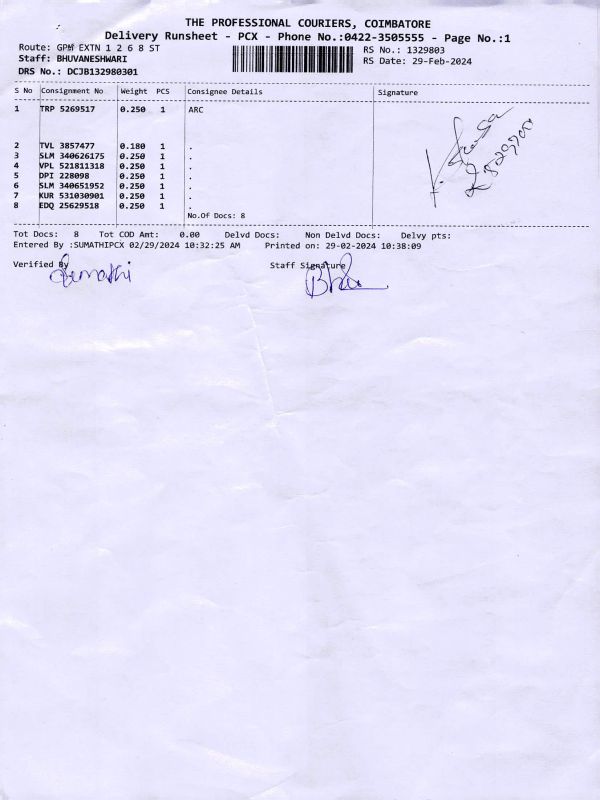 THE PROFESSIONAL COURIERS, COIMBATORE
Delivery Runsheet - PCX - Phone No.:0422-3505555 - Page No.:1
Route: GPM EXTN 1 2 6 8 ST
RS No.: 1329803
Staff: BHUVANESHWARI
RS Date: 29-Feb-2024
DRS No.: DCJB132980301
S No Consignment No Weight PCS Consignee Details Signature
1 TRP 5269517 0.250 1 ARC
2 TVL 3857477 0.180 1 .
3 SLM 340626175 0.250 1 .
4 VPL 521811318 0.250 1 .
5 DPI 228098 0.250 1 .
6 SLM 340651952 0.250 1 .
7 KUR 531030901 0.250 1 .
8 EDQ 25629518 0.250 1 .
No.Of Docs: 8
Tot Docs: 8 Tot COD Amt: 0.00 Delvd Docs: Non Delvd Docs: Delvy pts:
Entered By :SUMATHIPCX 02/29/2024 10:32:25 AM Printed on: 29-02-2024 10:38:09
Verified By Staff Signature
Sumathi